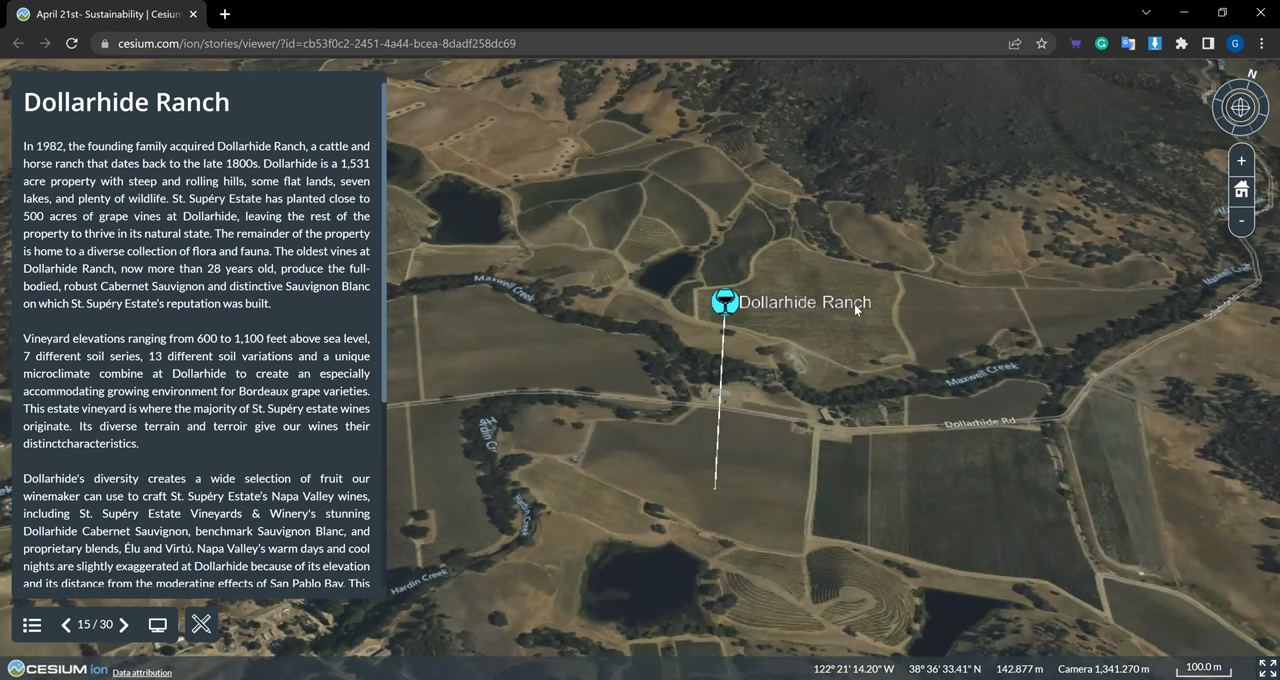 April 21st- Sustainability | Cesium
cesium.com/ion/stories/viewer/?id=cb53f0c2-2451-4a44-bcea-8dadf258dc69
G
Dollarhide Ranch
In 1982, the founding family acquired Dollarhide Ranch, a cattle and
horse ranch that dates back to the late 1800s. Dollarhide is a 1,531
acre property with steep and rolling hills, some flat lands, seven
lakes, and plenty of wildlife. St. Supéry Estate has planted close to
500 acres of grape vines at Dollarhide, leaving the rest of the
property to thrive in its natural state. The remainder of the property
is home to a diverse collection of flora and fauna. The oldest vines at
Dollarhide Ranch, now more than 28 years old, produce the full-
bodied, robust Cabernet Sauvignon and distinctive Sauvignon Blanc
on which St. Supéry Estate's reputation was built.
Vineyard elevations ranging from 600 to 1,100 feet above sea level,
7 different soil series, 13 different soil variations and a unique
microclimate combine at Dollarhide to create an especially
accommodating growing environment for Bordeaux grape varieties.
This estate vineyard is where the majority of St. Supéry estate wines
originate. Its diverse terrain and terroir give our wines their
distinctcharacteristics.
Dollarhide's diversity creates a wide selection of fruit our
winemaker can use to craft St. Supéry Estate's Napa Valley wines,
including St. Supéry Estate Vineyards & Winery's stunning
Dollarhide Cabernet Sauvignon, benchmark Sauvignon Blanc, and
proprietary blends, Élu and Virtú. Napa Valley's warm days and cool
nights are slightly exaggerated at Dollarhide because of its elevation
and its distance from the moderating effects of San Pablo Bay. This
15 / 30
N
+
-
Maxwell Creek
Dollarhide Ranch
Maxwell Creek
Maxwell Creek
Dollarhide Rd
Hardin Cr
Hardin Creek
Hardin Creek
CESIUM ion
Data attribution
122° 21' 14.20" W
38° 36' 33.41" N
142.877 m
Camera 1,341.270 m
100.0 m